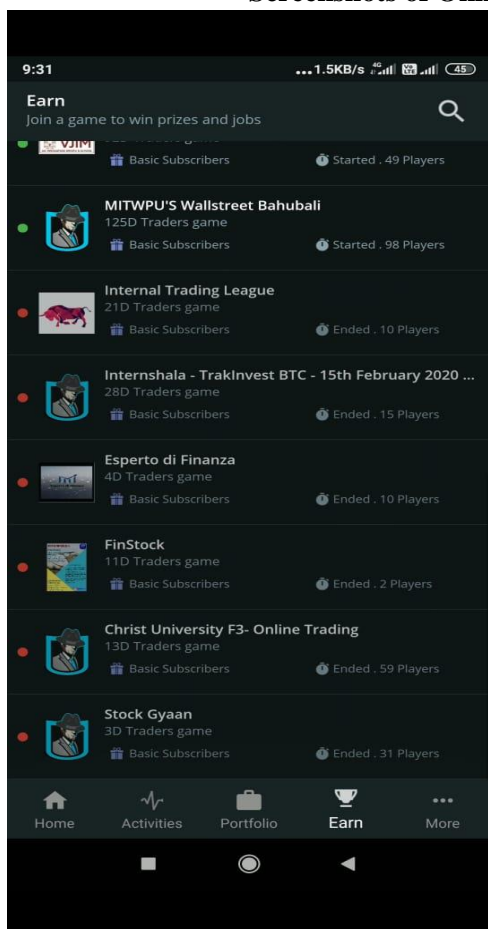 9:31
...1.5KB/s 4G Vo LTE 45
Earn
Join a game to win prizes and jobs
VJIM
Basic Subscribers Started . 49 Players
MITWPU'S Wallstreet Bahubali
125D Traders game
Basic Subscribers Started . 98 Players
Internal Trading League
21D Traders game
Basic Subscribers Ended . 10 Players
Internshala - TrakInvest BTC - 15th February 2020 ...
28D Traders game
Basic Subscribers Ended . 15 Players
Esperto di Finanza
4D Traders game
Basic Subscribers Ended . 10 Players
FinStock
11D Traders game
Basic Subscribers Ended . 2 Players
Christ University F3- Online Trading
13D Traders game
Basic Subscribers Ended . 59 Players
Stock Gyaan
3D Traders game
Basic Subscribers Ended . 31 Players
Home Activities Portfolio Earn More